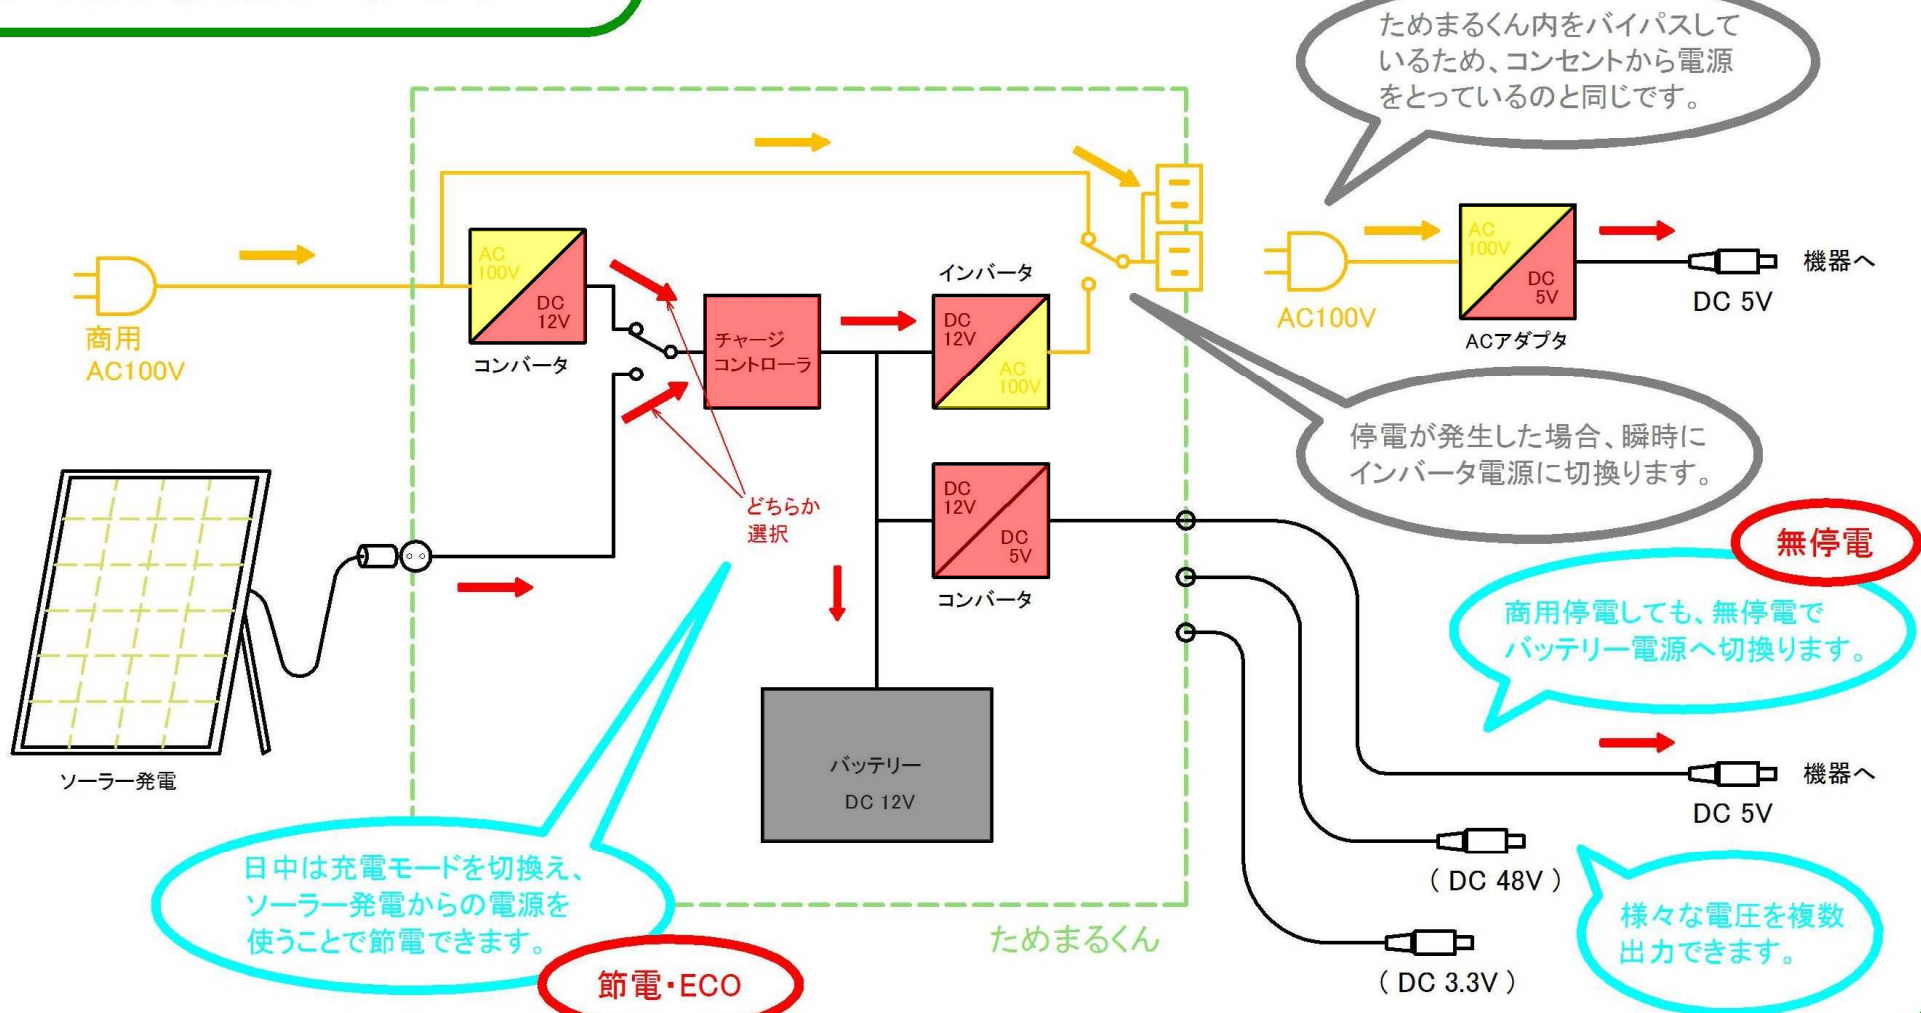 ためまるくん内をバイパスして
いるため、コンセントから電源
をとっているのと同じです。
商用
AC100V
AC
100V
DC
12V
コンバータ
チャージ
コントローラ
インバータ
DC
12V
AC
100V
AC100V
AC
100V
DC
5V
ACアダプタ
機器へ
DC 5V
停電が発生した場合、瞬時に
インバータ電源に切換ります。
どちらか
選択
DC
12V
DC
5V
コンバータ
無停電
商用停電しても、無停電で
バッテリー電源へ切換ります。
ソーラー発電
バッテリー
DC 12V
機器へ
DC 5V
日中は充電モードを切換え、
ソーラー発電からの電源を
使うことで節電できます。
節電・ECO
ためまるくん
( DC 48V )
( DC 3.3V )
様々な電圧を複数
出力できます。